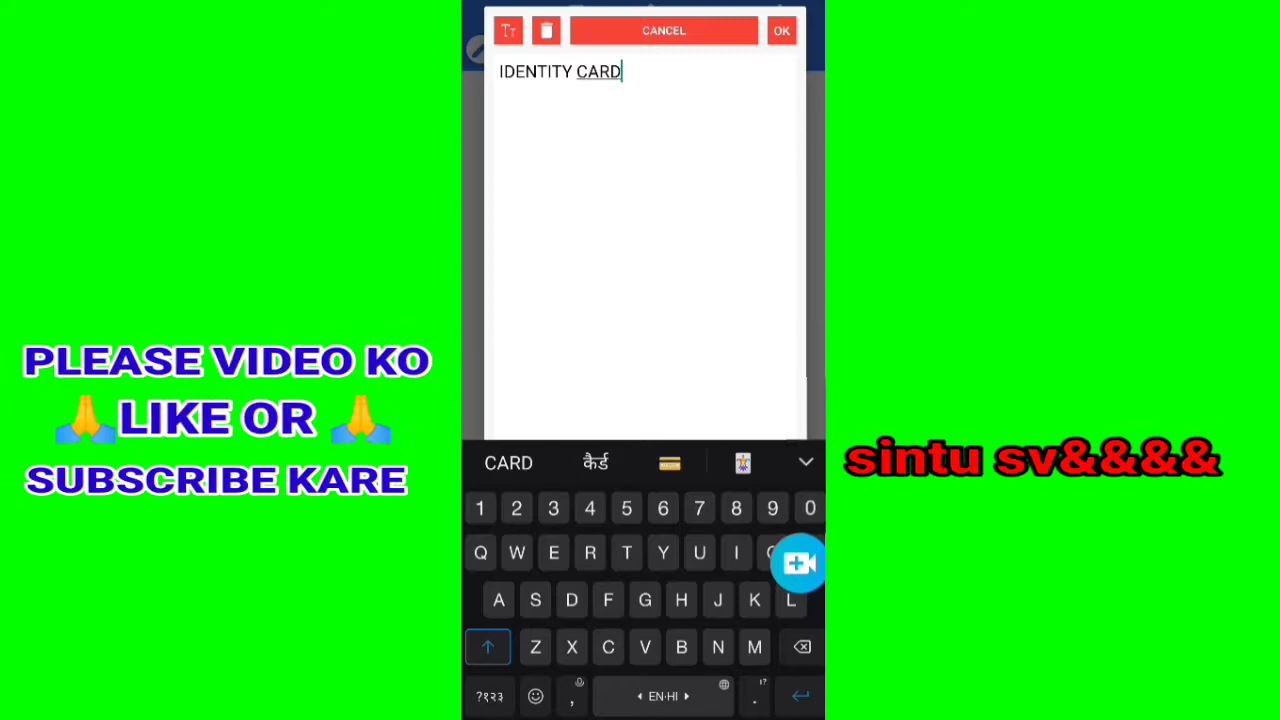 TT
CANCEL
OK
IDENTITY CARD
PLEASE VIDEO KO
🙏LIKE OR 🙏
SUBSCRIBE KARE
sintu sv&&&&
CARD कैर्ड 💳 🃏
1 2 3 4 5 6 7 8 9 0
Q W E R T Y U I
A S D F G H J K L
Z X C V B N M
?१२३ , EN·HI . !?